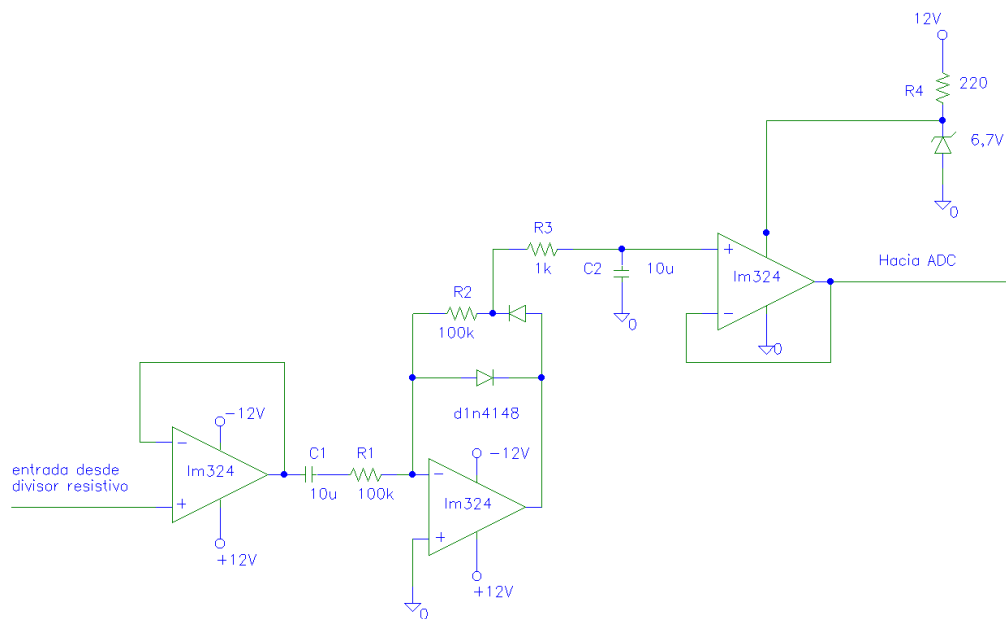 12V
R4
220
6,7V
0
R3
1k
C2
10u
0
+
lm324
−
0
Hacia ADC
R2
100k
d1n4148
-12V
−
lm324
+
+12V
entrada desde
divisor resistivo
C1
10u
R1
100k
-12V
−
lm324
+
+12V
0